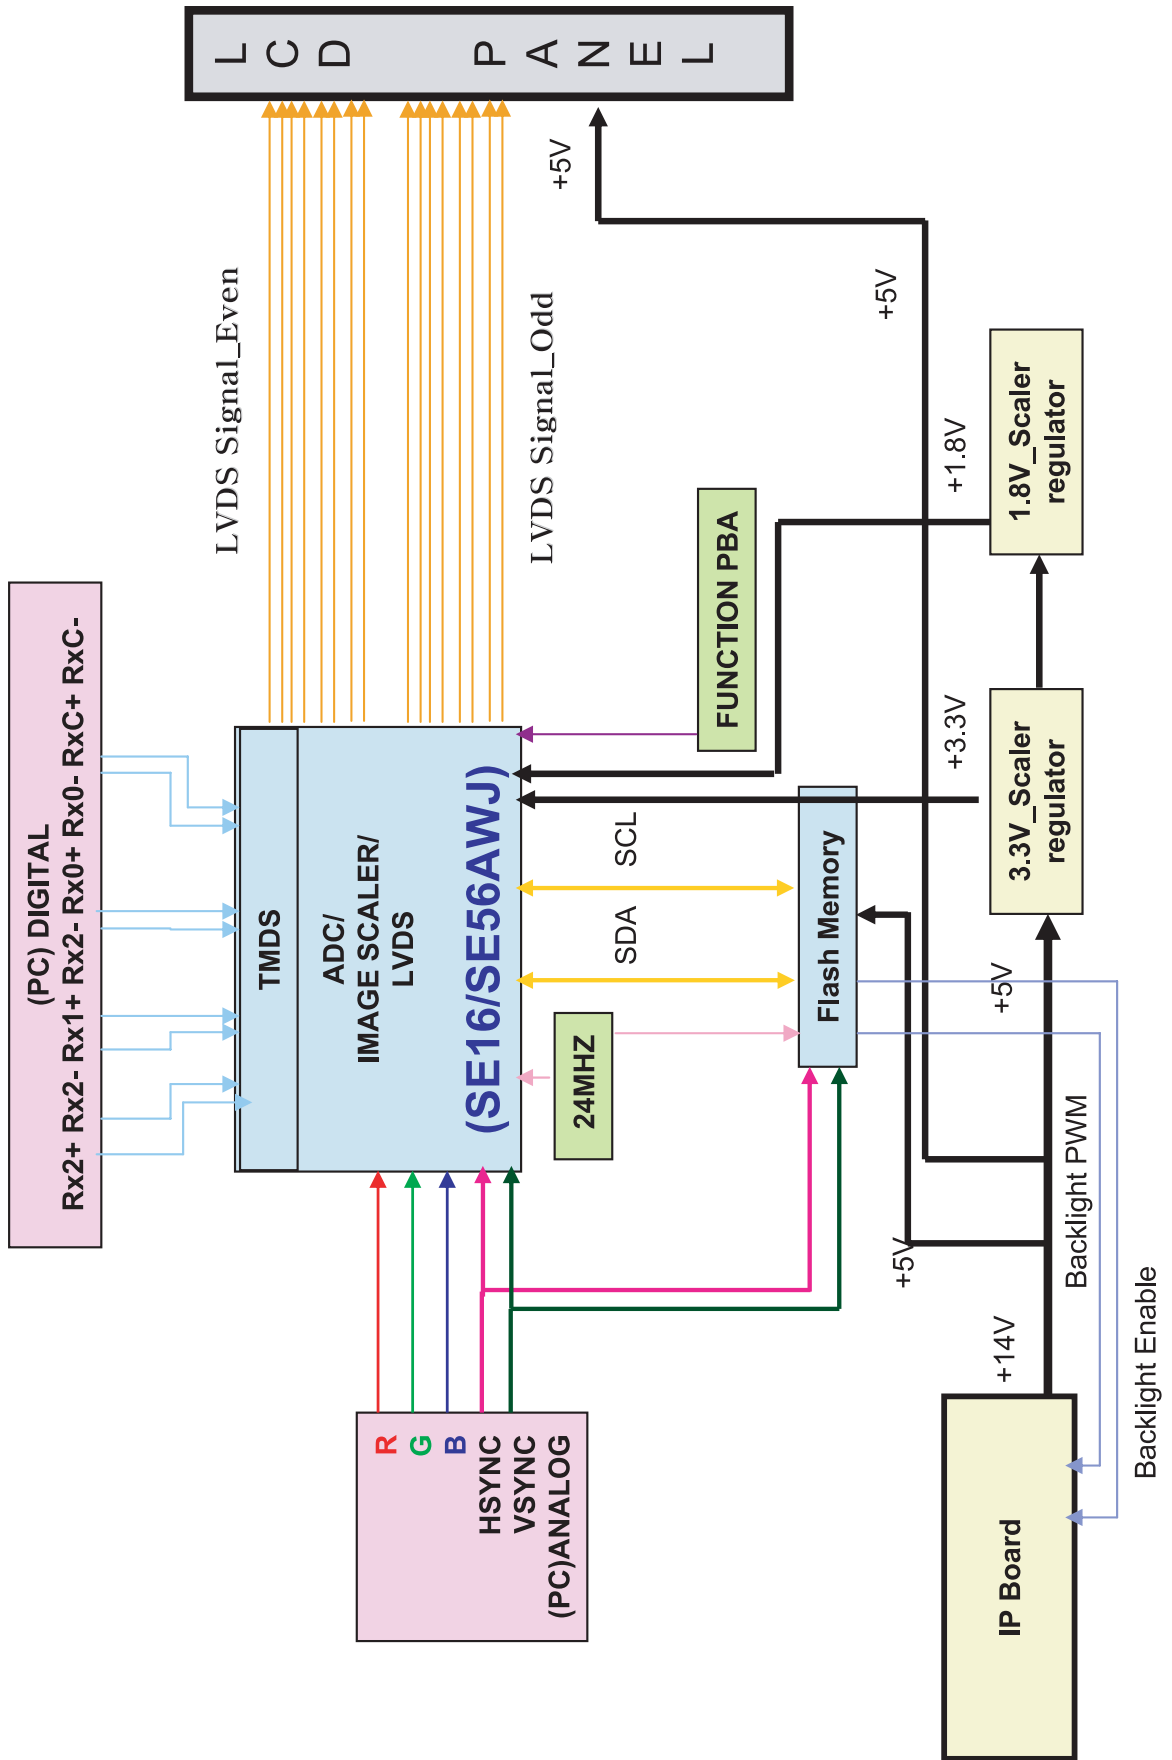 (PC) DIGITAL
Rx2+ Rx2- Rx1+ Rx2- Rx0+ Rx0- RxC+ RxC-
TMDS
ADC/
IMAGE SCALER/
LVDS
(SE16/SE56AWJ)
LVDS Signal_Even
LVDS Signal_Odd
LCD PANEL
+5V
R
G
B
HSYNC
VSYNC
(PC)ANALOG
24MHZ
SDA
SCL
FUNCTION PBA
Flash Memory
+5V
+5V
+5V
+3.3V
+1.8V
+14V
IP Board
3.3V_Scaler
regulator
1.8V_Scaler
regulator
Backlight PWM
Backlight Enable